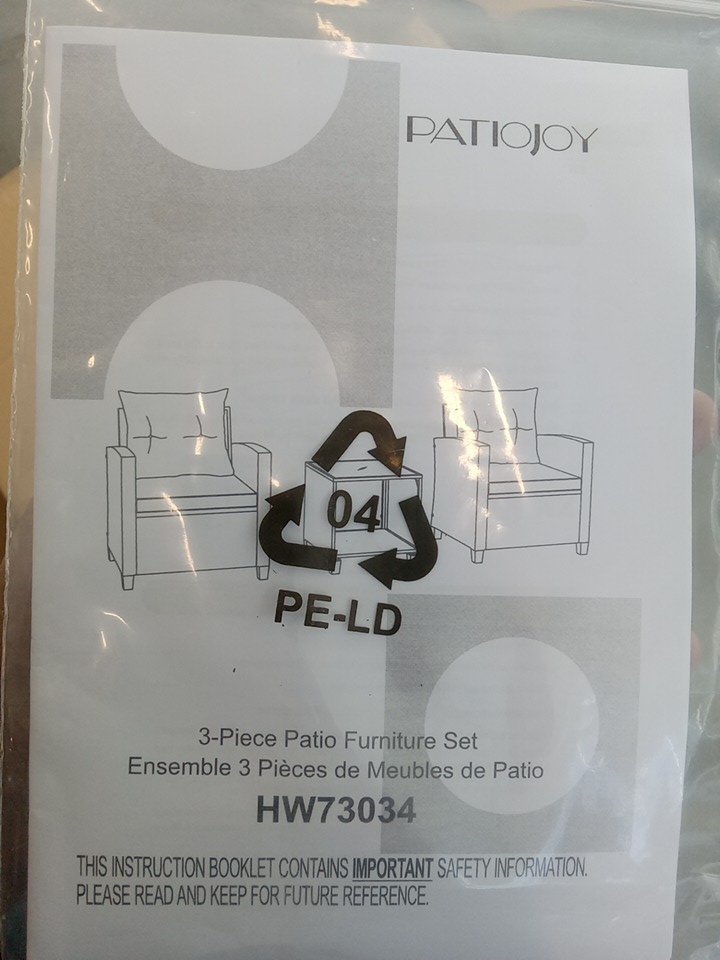 PATIOJOY
04
PE-LD
3-Piece Patio Furniture Set
Ensemble 3 Pièces de Meubles de Patio
HW73034
THIS INSTRUCTION BOOKLET CONTAINS IMPORTANT SAFETY INFORMATION.
PLEASE READ AND KEEP FOR FUTURE REFERENCE.